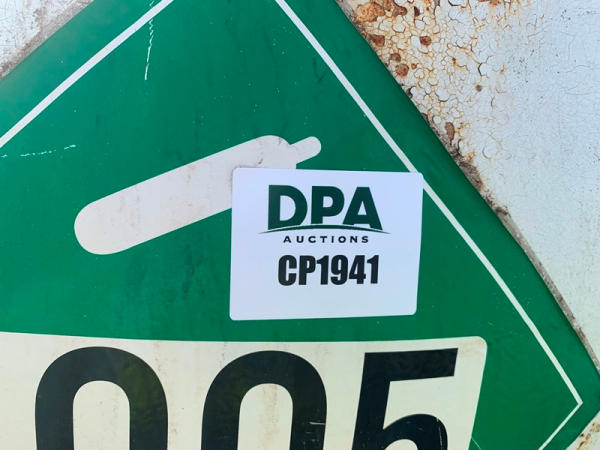 DPA
AUCTIONS
CP1941
005